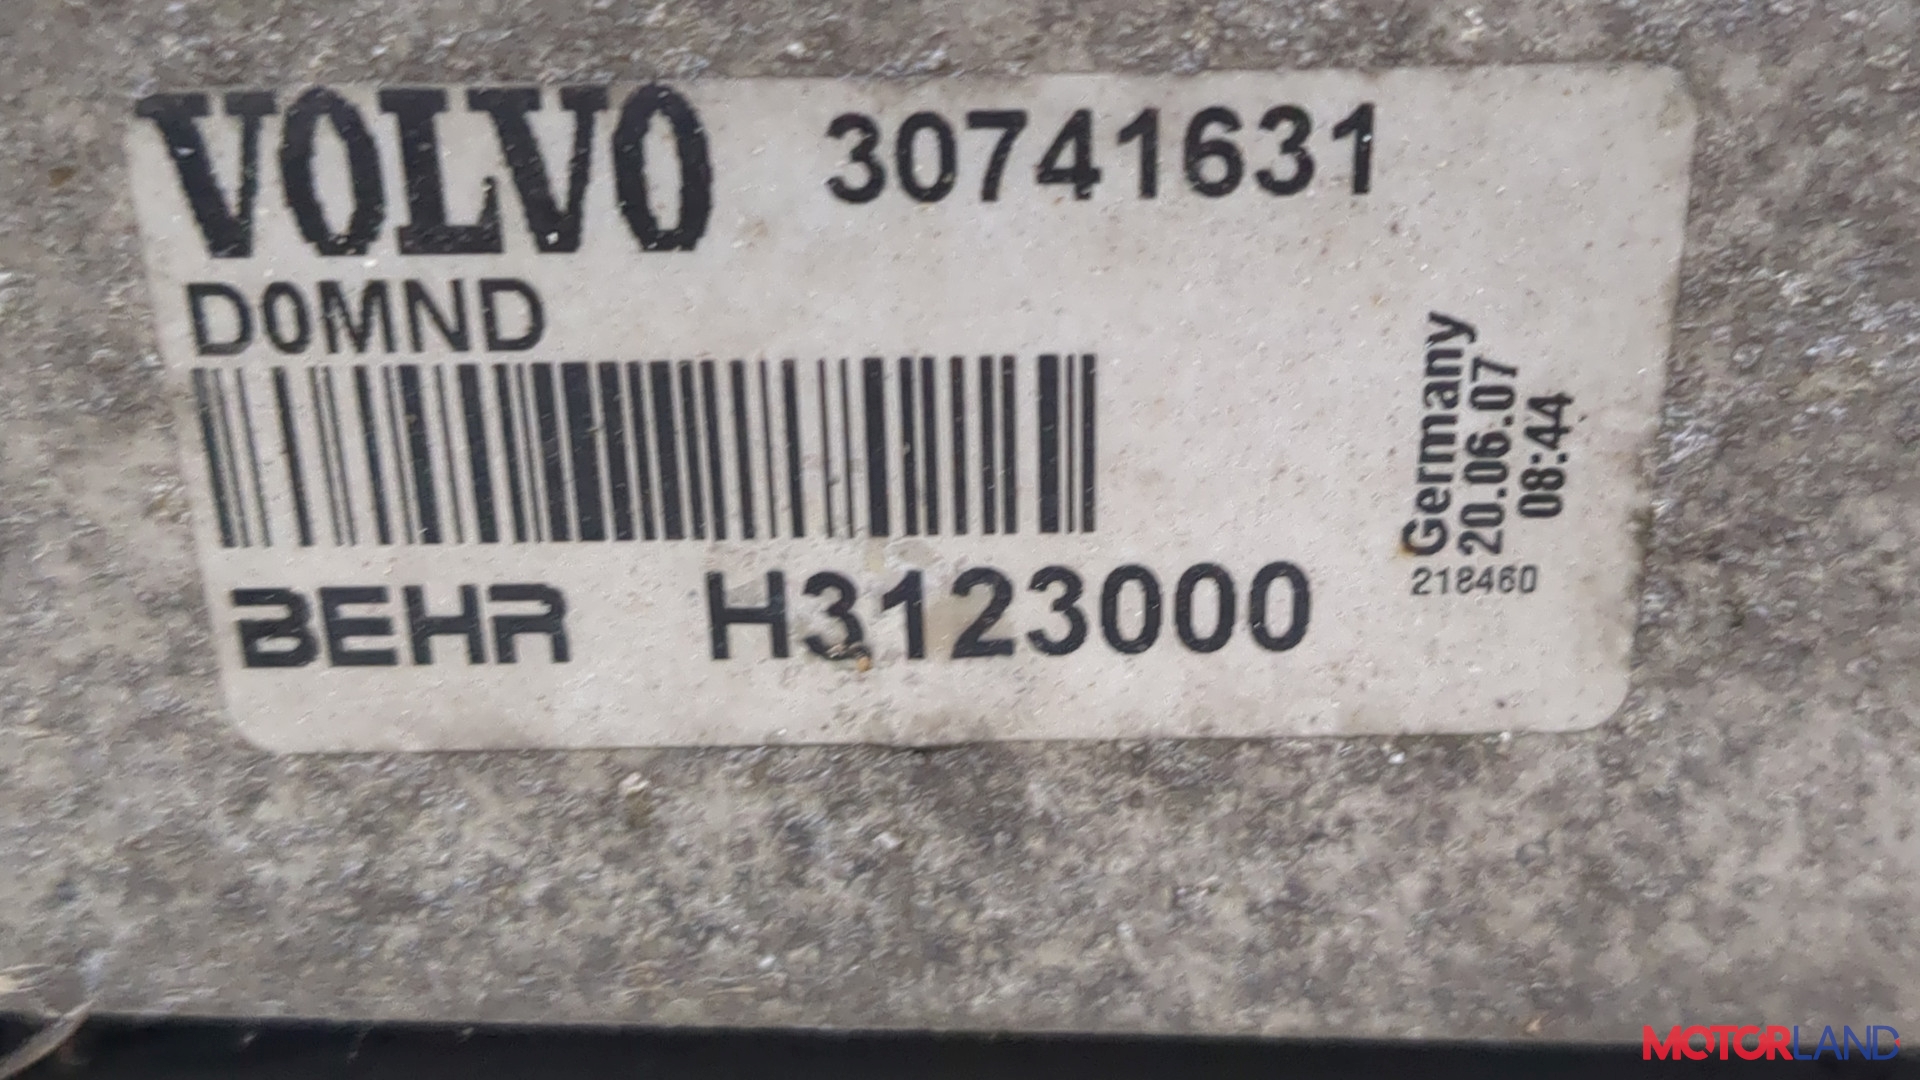 VOLVO 30741631
D0MND
BEHR H3123000
Germany
20.06.07
08:44
218460
MOTORLAND